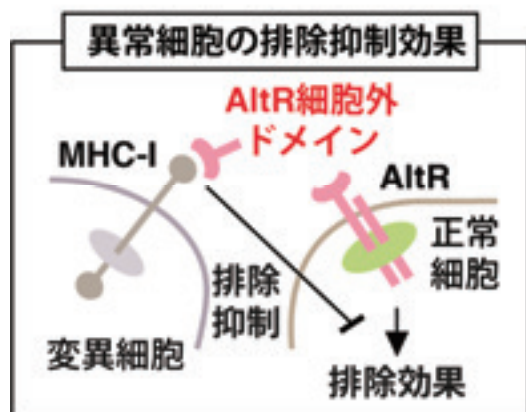 異常細胞の排除抑制効果
AltR細胞外
ドメイン
MHC-I
AltR
正常
細胞
排除
抑制
変異細胞
排除効果